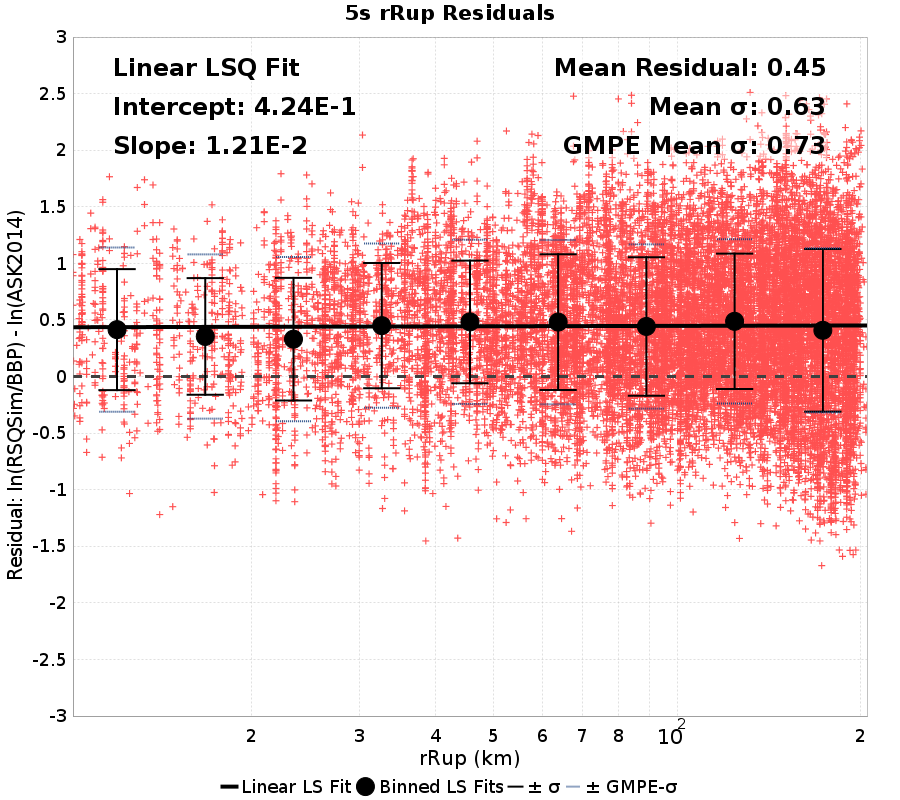 5s rRup Residuals
Linear LSQ Fit
Intercept: 4.24E-1
Slope: 1.21E-2
Mean Residual: 0.45
Mean σ: 0.63
GMPE Mean σ: 0.73
Residual: ln(RSQSim/BBP) - ln(ASK2014)
3
2.5
2
1.5
1
0.5
0
-0.5
-1
-1.5
-2
-2.5
-3
2 3 4 5 6 7 8 10² 2
rRup (km)
Linear LS Fit Binned LS Fits ± σ ± GMPE-σ